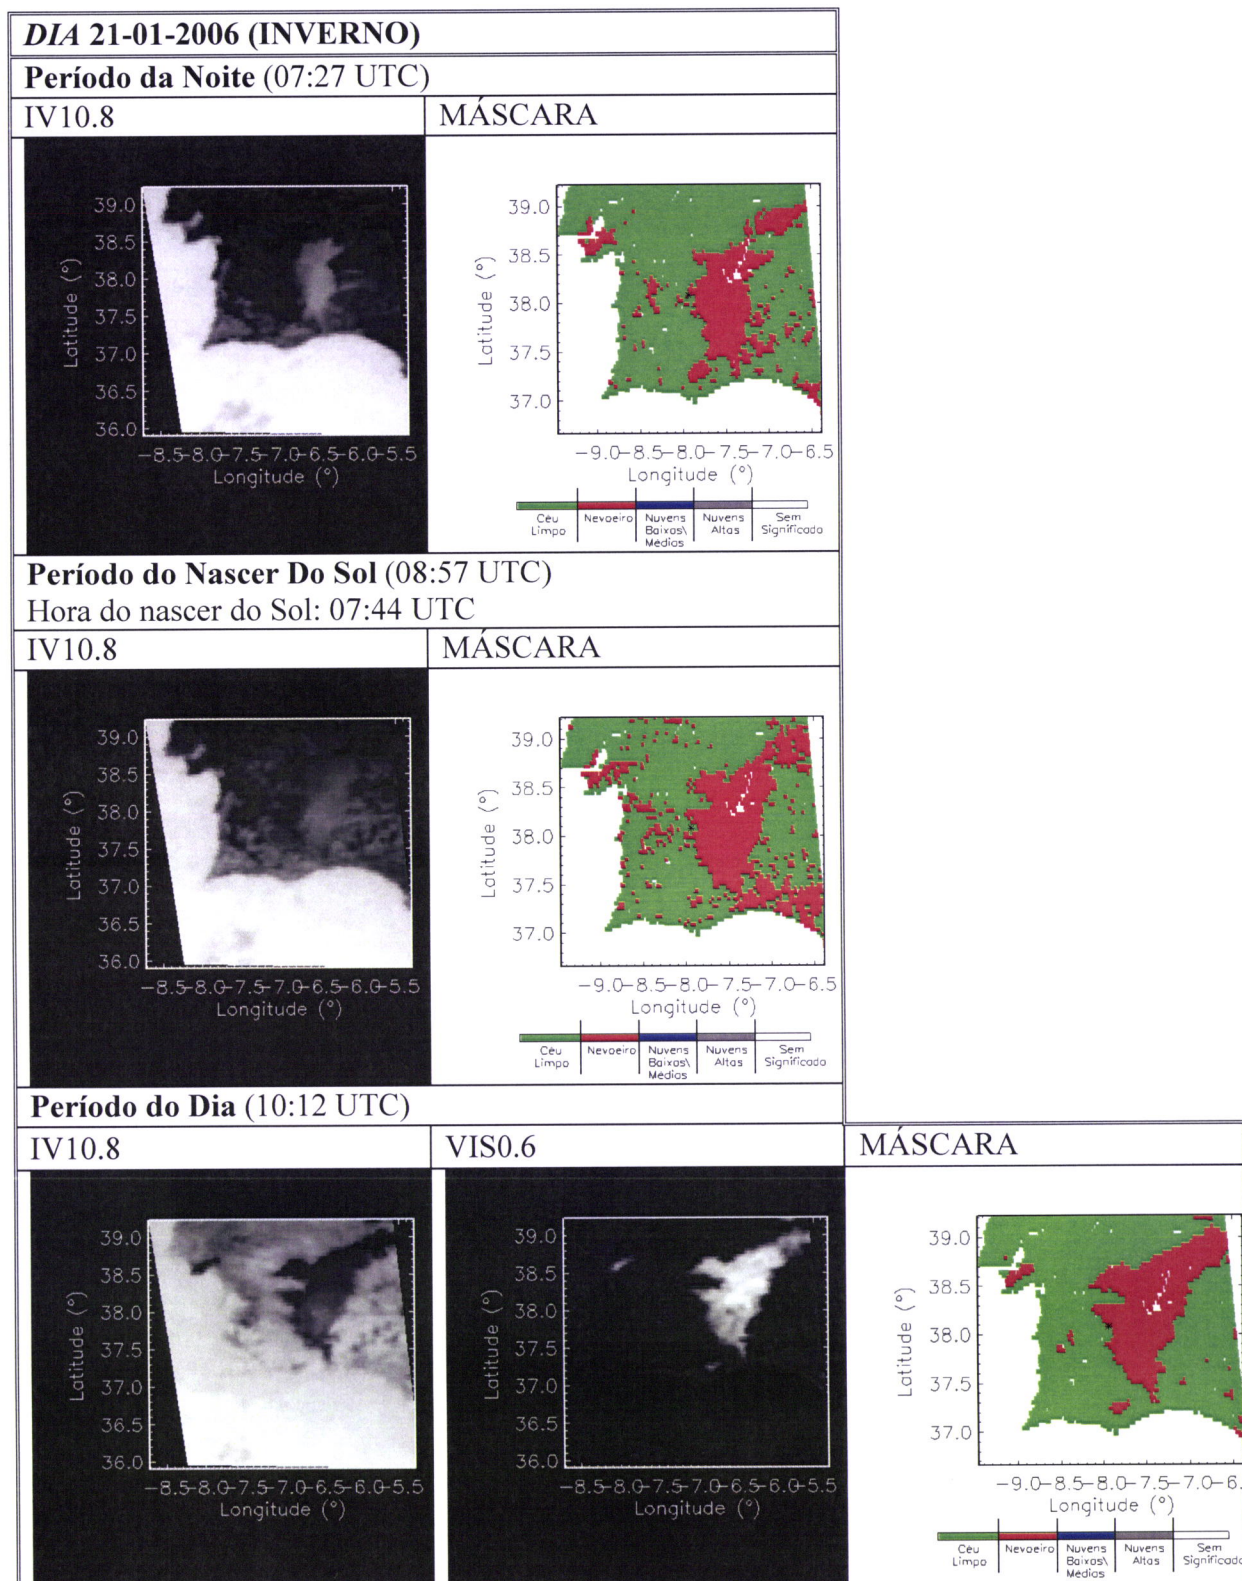 DIA 21-01-2006 (INVERNO)
Período da Noite (07:27 UTC)
IV10.8
MÁSCARA
39.0
38.5
38.0
37.5
37.0
36.5
36.0
Latitude (°)
-8.5-8.0-7.5-7.0-6.5-6.0-5.5
Longitude (°)
39.0
38.5
38.0
37.5
37.0
Latitude (°)
-9.0-8.5-8.0-7.5-7.0-6.5
Longitude (°)
Céu
Limpo
Nevoeiro
Nuvens
Baixas\
Médias
Nuvens
Altas
Sem
Significado
Período do Nascer Do Sol (08:57 UTC)
Hora do nascer do Sol: 07:44 UTC
IV10.8
MÁSCARA
39.0
38.5
38.0
37.5
37.0
36.5
36.0
Latitude (°)
-8.5-8.0-7.5-7.0-6.5-6.0-5.5
Longitude (°)
39.0
38.5
38.0
37.5
37.0
Latitude (°)
-9.0-8.5-8.0-7.5-7.0-6.5
Longitude (°)
Céu
Limpo
Nevoeiro
Nuvens
Baixas\
Médias
Nuvens
Altas
Sem
Significado
Período do Dia (10:12 UTC)
IV10.8
VIS0.6
MÁSCARA
39.0
38.5
38.0
37.5
37.0
36.5
36.0
Latitude (°)
-8.5-8.0-7.5-7.0-6.5-6.0-5.5
Longitude (°)
39.0
38.5
38.0
37.5
37.0
36.5
36.0
Latitude (°)
-8.5-8.0-7.5-7.0-6.5-6.0-5.5
Longitude (°)
39.0
38.5
38.0
37.5
37.0
Latitude (°)
-9.0-8.5-8.0-7.5-7.0-6.
Longitude (°)
Céu
Limpo
Nevoeiro
Nuvens
Baixas\
Médias
Nuvens
Altas
Sem
Significado